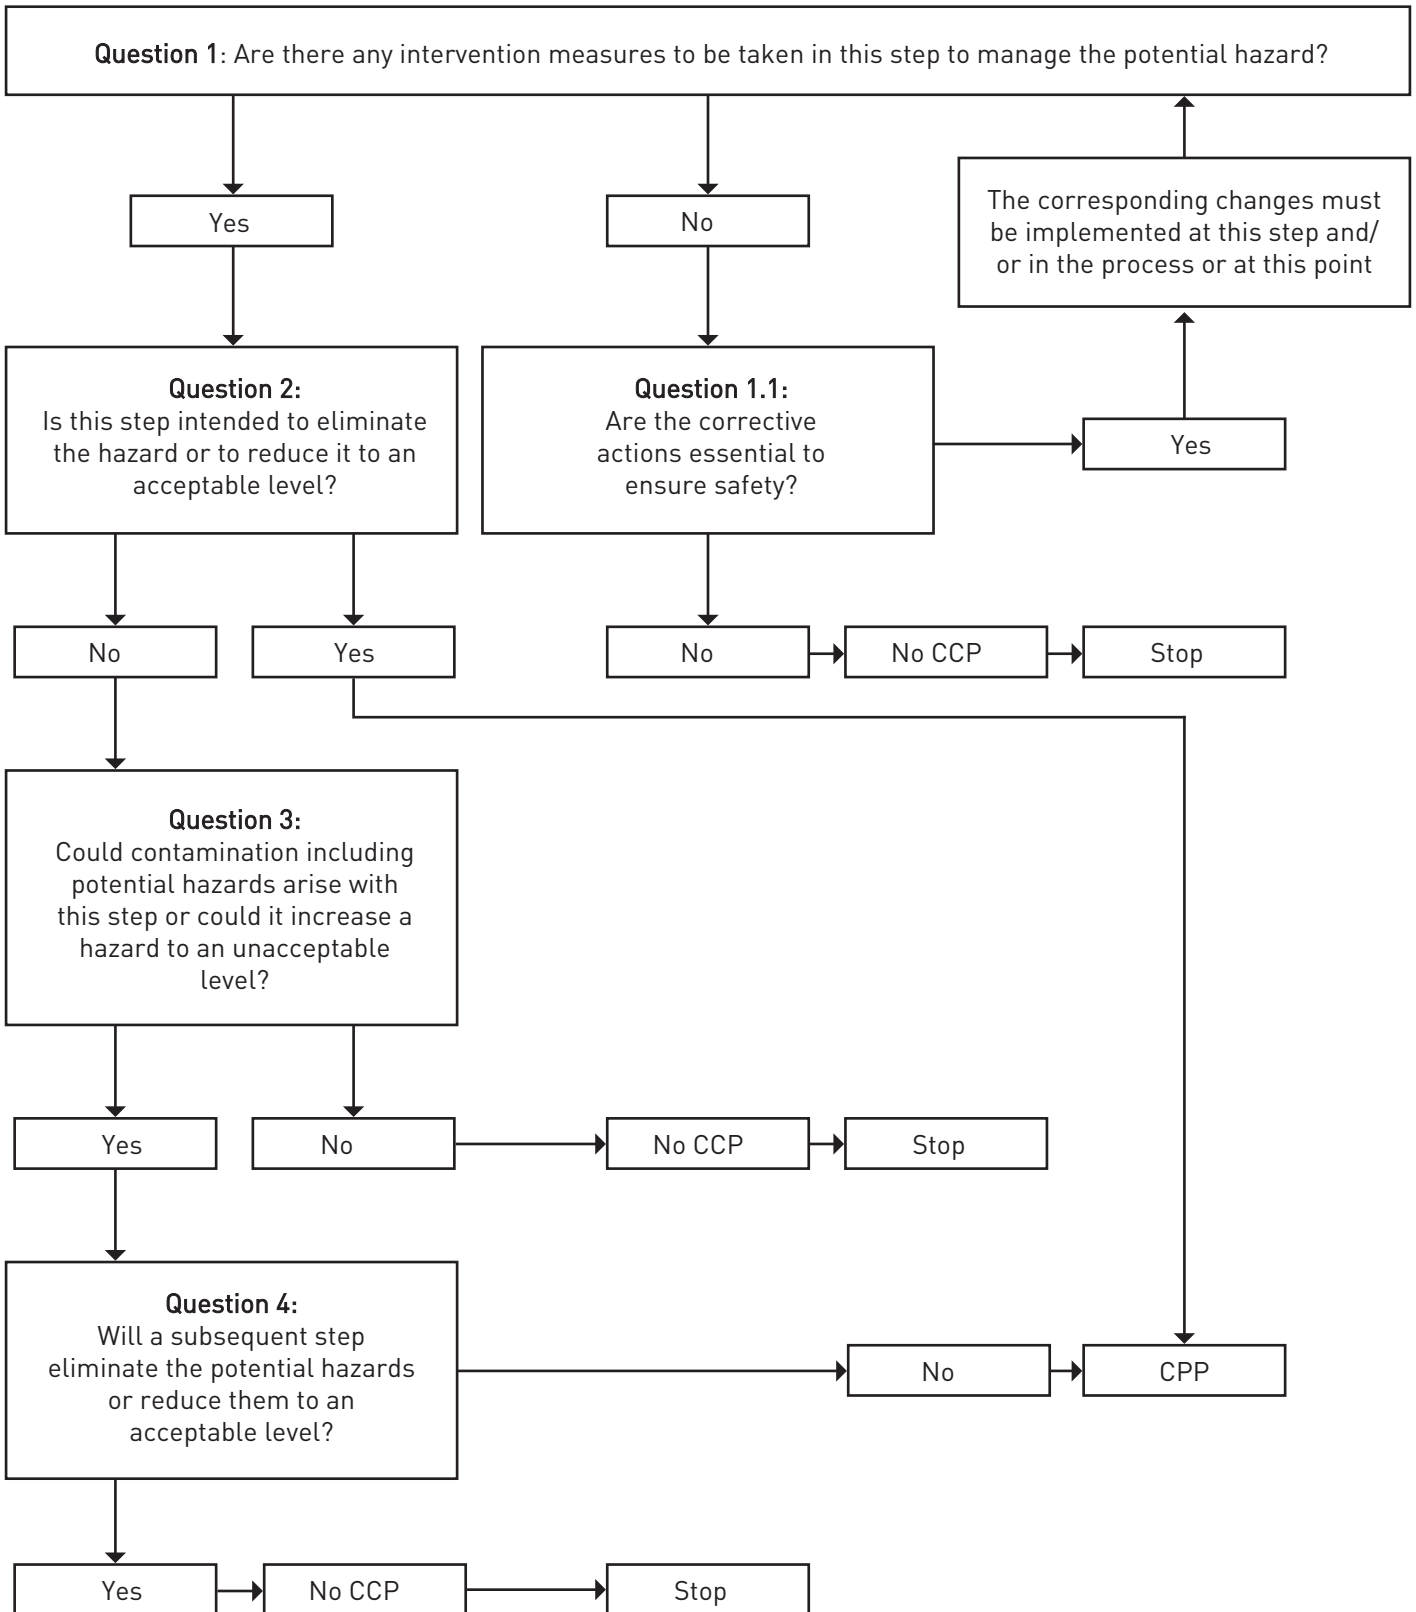 Question 1: Are there any intervention measures to be taken in this step to manage the potential hazard?
Yes
No
The corresponding changes must
be implemented at this step and/
or in the process or at this point
Question 2:
Is this step intended to eliminate
the hazard or to reduce it to an
acceptable level?
Question 1.1:
Are the corrective
actions essential to
ensure safety?
Yes
No
Yes
No
No CCP
Stop
Question 3:
Could contamination including
potential hazards arise with
this step or could it increase a
hazard to an unacceptable
level?
Yes
No
No CCP
Stop
Question 4:
Will a subsequent step
eliminate the potential hazards
or reduce them to an
acceptable level?
No
CPP
Yes
No CCP
Stop